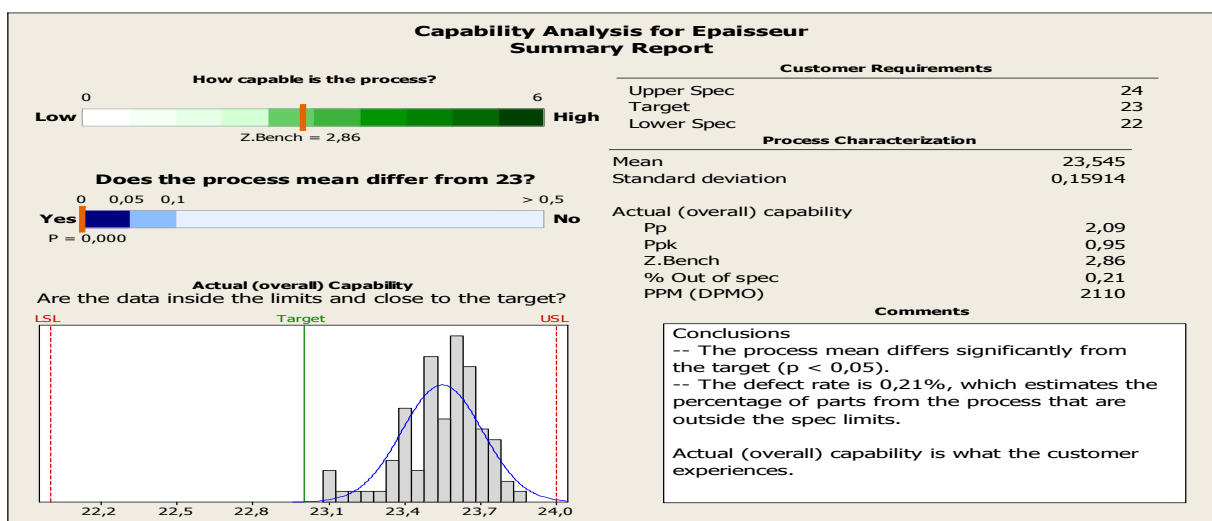 Capability Analysis for Epaisseur
Summary Report
How capable is the process?
0 6
Low High
Z.Bench = 2,86
Does the process mean differ from 23?
0 0,05 0,1 > 0,5
Yes No
P = 0,000
Actual (overall) Capability
Are the data inside the limits and close to the target?
LSL Target USL
22,2 22,5 22,8 23,1 23,4 23,7 24,0
Customer Requirements
Upper Spec 24
Target 23
Lower Spec 22
Process Characterization
Mean 23,545
Standard deviation 0,15914
Actual (overall) capability
Pp 2,09
Ppk 0,95
Z.Bench 2,86
% Out of spec 0,21
PPM (DPMO) 2110
Comments
Conclusions
-- The process mean differs significantly from
the target (p < 0,05).
-- The defect rate is 0,21%, which estimates the
percentage of parts from the process that are
outside the spec limits.
Actual (overall) capability is what the customer
experiences.